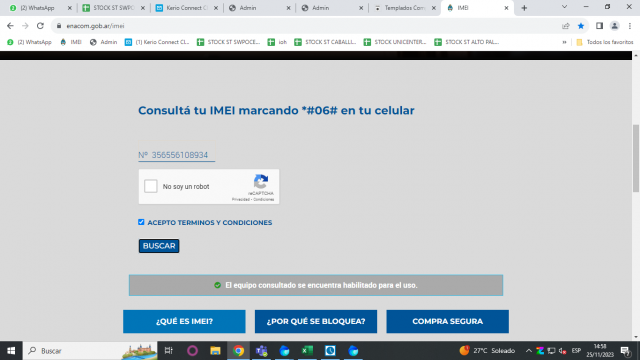 (2) WhatsApp
STOCK ST SWPOC
Kerio Connect Cl
Admin
Admin
Templados Corr
IMEI
enacom.gob.ar/imei
(2) WhatsApp
IMEI
Admin
(1) Kerio Connect Cl...
STOCK ST SWPOCE...
ioh
STOCK ST CABALLI...
STOCK UNICENTER...
STOCK ST ALTO PAL...
Todos los favoritos
Consultá tu IMEI marcando *#06# en tu celular
Nº 356556108934
No soy un robot
reCAPTCHA
Privacidad - Condiciones
ACEPTO TERMINOS Y CONDICIONES
BUSCAR
El equipo consultado se encuentra habilitado para el uso.
¿QUÉ ES IMEI?
¿POR QUÉ SE BLOQUEA?
COMPRA SEGURA
Buscar
27°C Soleado
ESP
14:58
25/11/2023